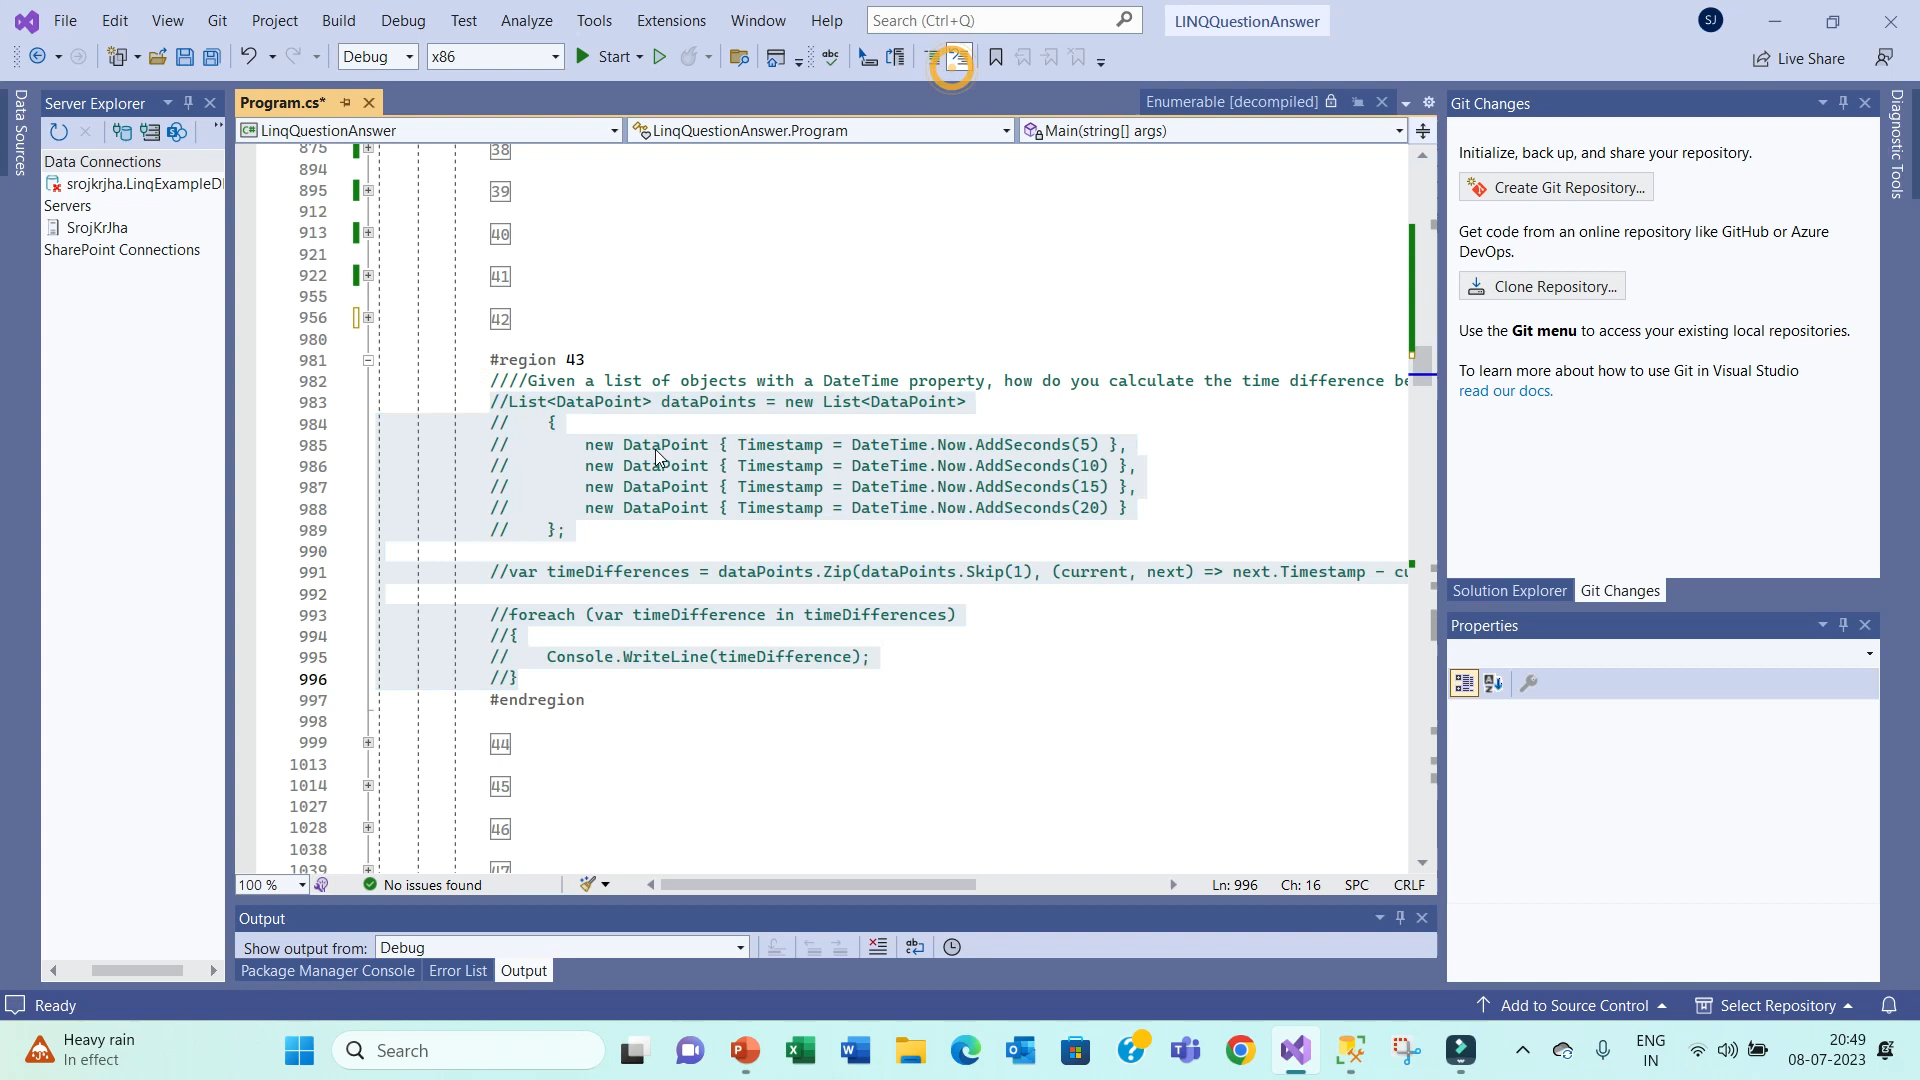 File Edit View Git Project Build Debug Test Analyze Tools Extensions Window Help Search (Ctrl+Q) LINQQuestionAnswer SJ
Debug x86 Start Live Share
Data Sources
Server Explorer
Data Connections
srojkrjha.LinqExampleD
Servers
SrojKrJha
SharePoint Connections
Program.cs* Enumerable [decompiled]
LinqQuestionAnswer LinqQuestionAnswer.Program Main(string[] args)
875 38
894
895 39
912
913 40
921
922 41
955
956 42
980
981 #region 43
982 ////Given a list of objects with a DateTime property, how do you calculate the time difference be
983 //List<DataPoint> dataPoints = new List<DataPoint>
984 // {
985 // new DataPoint { Timestamp = DateTime.Now.AddSeconds(5) },
986 // new DataPoint { Timestamp = DateTime.Now.AddSeconds(10) },
987 // new DataPoint { Timestamp = DateTime.Now.AddSeconds(15) },
988 // new DataPoint { Timestamp = DateTime.Now.AddSeconds(20) }
989 // };
990
991 //var timeDifferences = dataPoints.Zip(dataPoints.Skip(1), (current, next) => next.Timestamp - cu
992
993 //foreach (var timeDifference in timeDifferences)
994 //{
995 // Console.WriteLine(timeDifference);
996 //}
997 #endregion
998
999 44
1013
1014 45
1027
1028 46
1038
1039 47
100 % No issues found Ln: 996 Ch: 16 SPC CRLF
Output
Show output from: Debug
Package Manager Console Error List Output
Git Changes
Initialize, back up, and share your repository.
Create Git Repository...
Get code from an online repository like GitHub or Azure
DevOps.
Clone Repository...
Use the Git menu to access your existing local repositories.
To learn more about how to use Git in Visual Studio
read our docs.
Solution Explorer Git Changes
Properties
Diagnostic Tools
Ready Add to Source Control Select Repository
Heavy rain
In effect
Search
ENG
IN
20:49
08-07-2023